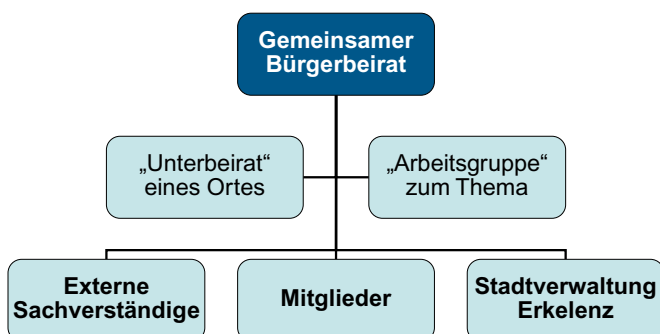 Gemeinsamer
Bürgerbeirat
„Unterbeirat“
eines Ortes
„Arbeitsgruppe“
zum Thema
Externe
Sachverständige
Mitglieder
Stadtverwaltung
Erkelenz